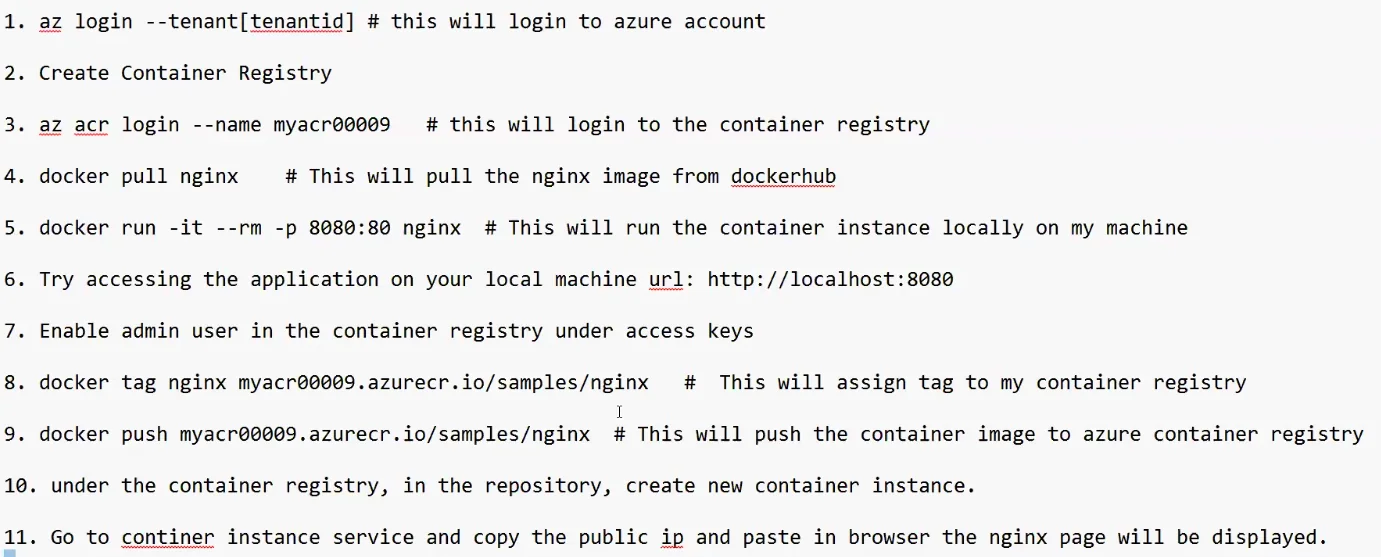 1. az login --tenant[tenantid] # this will login to azure account
2. Create Container Registry
3. az acr login --name myacr00009   # this will login to the container registry
4. docker pull nginx    # This will pull the nginx image from dockerhub
5. docker run -it --rm -p 8080:80 nginx  # This will run the container instance locally on my machine
6. Try accessing the application on your local machine url: http://localhost:8080
7. Enable admin user in the container registry under access keys
8. docker tag nginx myacr00009.azurecr.io/samples/nginx   #  This will assign tag to my container registry
9. docker push myacr00009.azurecr.io/samples/nginx  # This will push the container image to azure container registry
10. under the container registry, in the repository, create new container instance.
11. Go to continer instance service and copy the public ip and paste in browser the nginx page will be displayed.